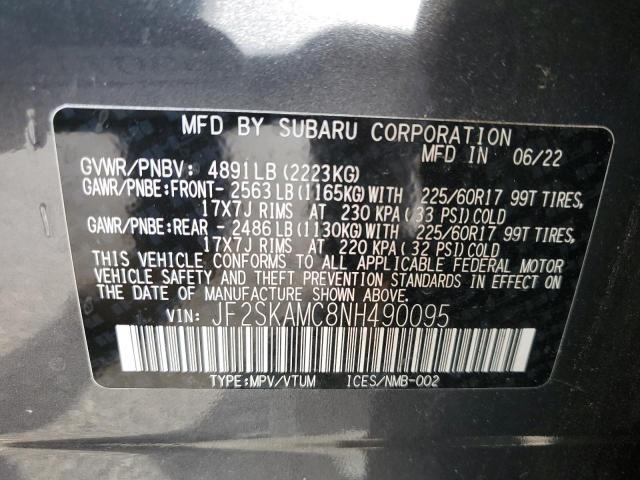 MFD BY SUBARU CORPORATION
MFD IN 06/22
GVWR/PNBV: 4891LB(2223KG)
GAWR/PNBE:FRONT- 2563LB(1165KG)WITH 225/60R17 99T TIRES,
17X7J RIMS AT 230 KPA(33 PSI)COLD
GAWR/PNBE:REAR - 2486LB(1130KG)WITH 225/60R17 99T TIRES,
17X7J RIMS AT 220 KPA(32 PSI)COLD
THIS VEHICLE CONFORMS TO ALL APPLICABLE FEDERAL MOTOR
VEHICLE SAFETY AND THEFT PREVENTION STANDARDS IN EFFECT ON
THE DATE OF MANUFACTURE SHOWN ABOVE.
VIN: JF2SKAMC8NH490095
TYPE:MPV/VTUM ICES/NMB-002